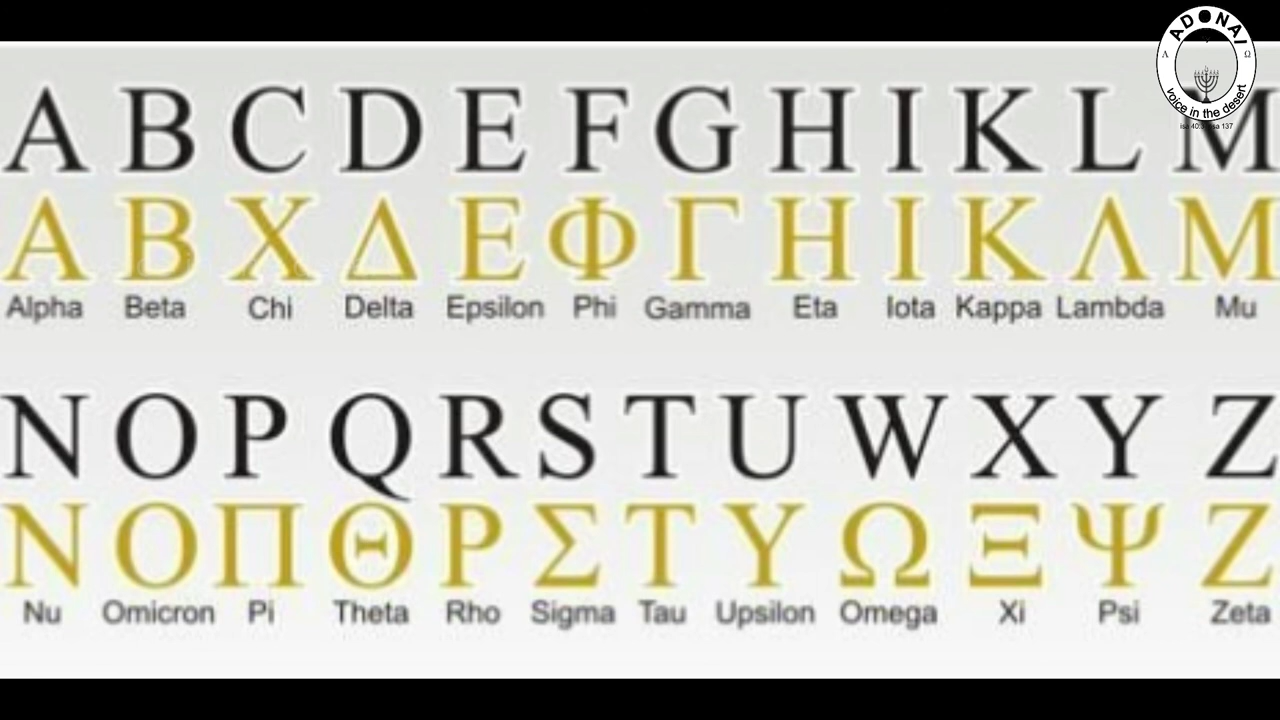 ADONAI
Α Ω
voice in the desert
A B C D E F G H I K L M
Α Β Χ Δ Ε Φ Γ Η Ι Κ Λ Μ
Alpha Beta Chi Delta Epsilon Phi Gamma Eta Iota Kappa Lambda Mu
N O P Q R S T U W X Y Z
Ν Ο Π Θ Ρ Σ Τ Υ Ω Ξ Ψ Ζ
Nu Omicron Pi Theta Rho Sigma Tau Upsilon Omega Xi Psi Zeta